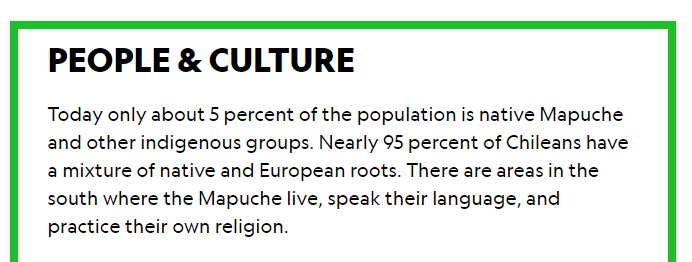 PEOPLE & CULTURE
Today only about 5 percent of the population is native Mapuche
and other indigenous groups. Nearly 95 percent of Chileans have
a mixture of native and European roots. There are areas in the
south where the Mapuche live, speak their language, and
practice their own religion.